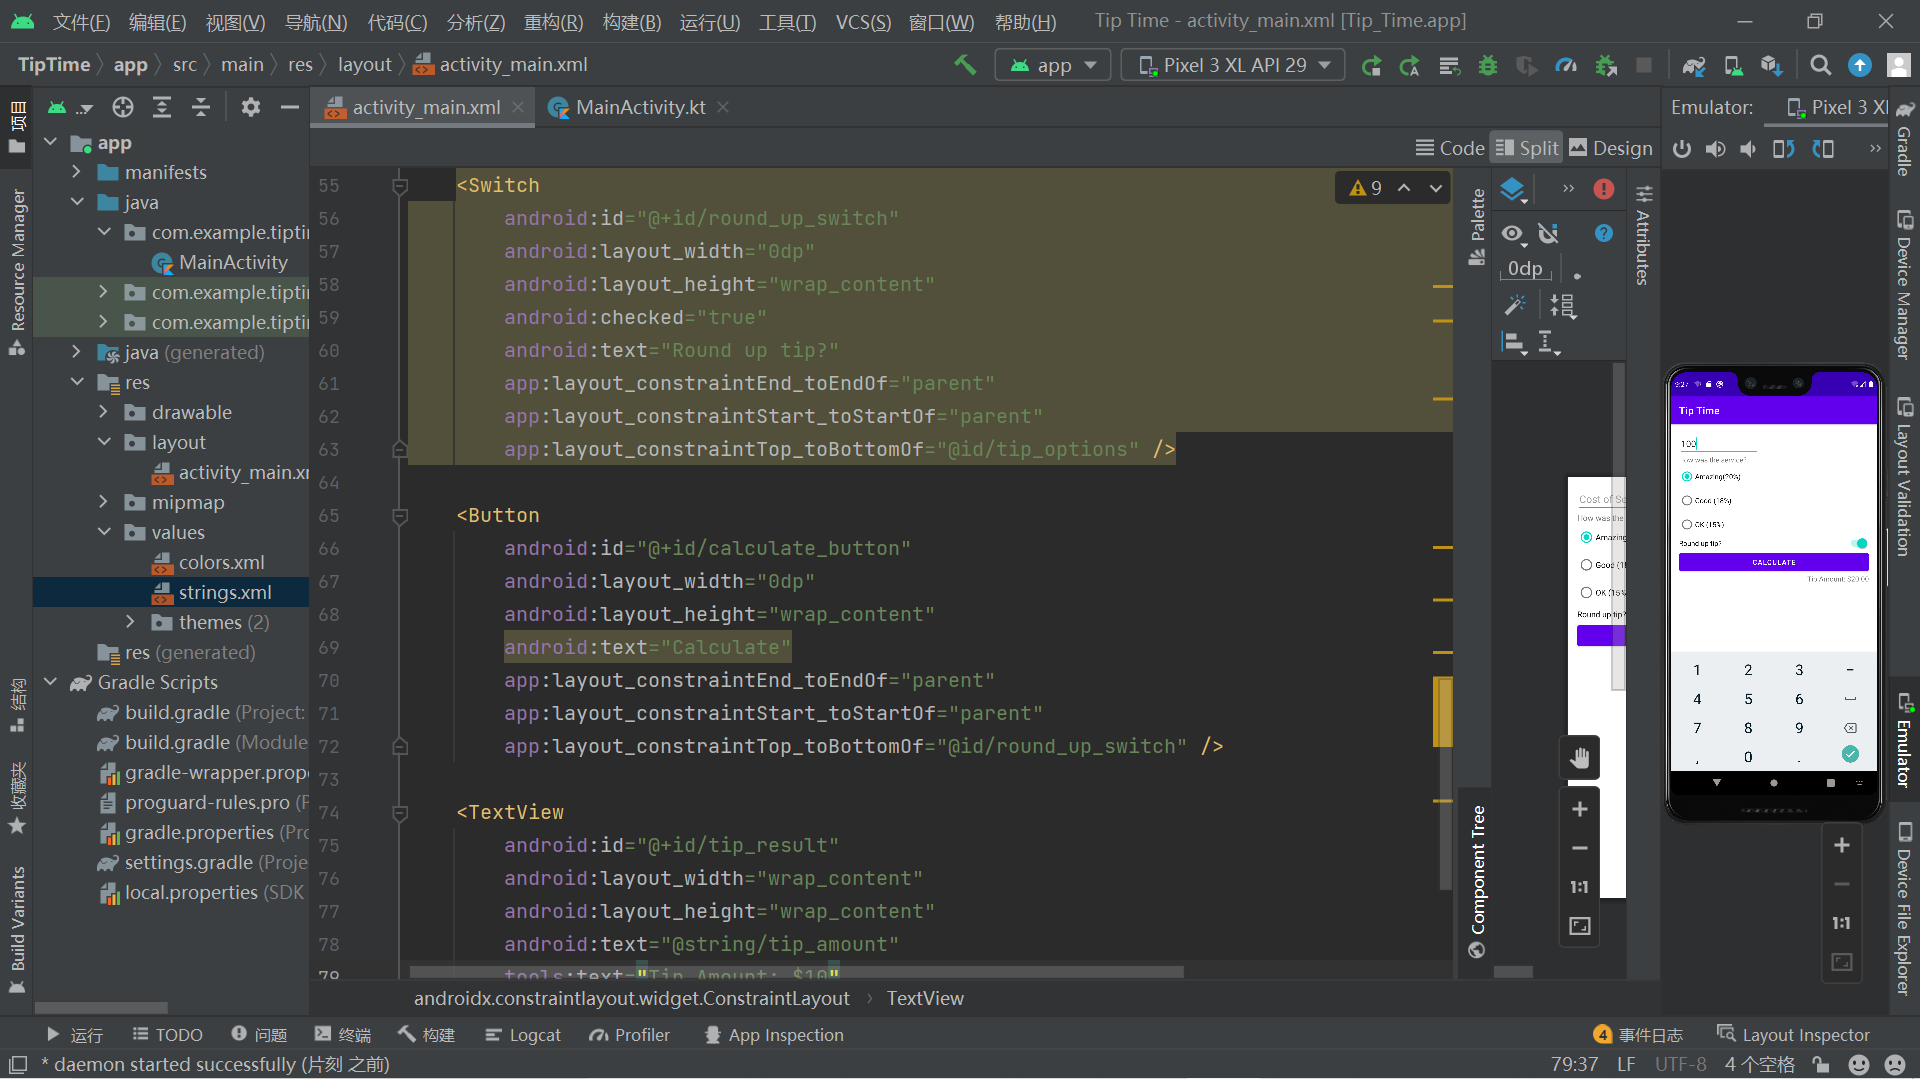 文件(F) 编辑(E) 视图(V) 导航(N) 代码(C) 分析(Z) 重构(R) 构建(B) 运行(U) 工具(T) VCS(S) 窗口(W) 帮助(H) Tip Time - activity_main.xml [Tip_Time.app]
TipTime app src main res layout activity_main.xml
app Pixel 3 XL API 29
项目
Resource Manager
结构
收藏夹
Build Variants
...
app
manifests
java
com.example.tipti
MainActivity
com.example.tipti
com.example.tipti
java (generated)
res
drawable
layout
activity_main.x
mipmap
values
colors.xml
strings.xml
themes (2)
res (generated)
Gradle Scripts
build.gradle (Project:
build.gradle (Module
gradle-wrapper.prop
proguard-rules.pro (P
gradle.properties (Pro
settings.gradle (Proje
local.properties (SDK
activity_main.xml MainActivity.kt
Code Split Design
9
55 <Switch
56 android:id="@+id/round_up_switch"
57 android:layout_width="0dp"
58 android:layout_height="wrap_content"
59 android:checked="true"
60 android:text="Round up tip?"
61 app:layout_constraintEnd_toEndOf="parent"
62 app:layout_constraintStart_toStartOf="parent"
63 app:layout_constraintTop_toBottomOf="@id/tip_options" />
64
65 <Button
66 android:id="@+id/calculate_button"
67 android:layout_width="0dp"
68 android:layout_height="wrap_content"
69 android:text="Calculate"
70 app:layout_constraintEnd_toEndOf="parent"
71 app:layout_constraintStart_toStartOf="parent"
72 app:layout_constraintTop_toBottomOf="@id/round_up_switch" />
73
74 <TextView
75 android:id="@+id/tip_result"
76 android:layout_width="wrap_content"
77 android:layout_height="wrap_content"
78 android:text="@string/tip_amount"
79 tools:text="Tip Amount: $10"
androidx.constraintlayout.widget.ConstraintLayout › TextView
Palette
Component Tree
0dp
Attributes
Cost of Se
How was the
Amazing
Good (1
OK (15%
Round up tip?
+
−
1:1
Emulator: Pixel 3 Xl
9:27
Tip Time
100
How was the service?
Amazing(20%)
Good (18%)
OK (15%)
Round up tip?
CALCULATE
Tip Amount: $20.00
1 2 3 −
4 5 6
7 8 9
, 0 .
+
−
1:1
Gradle
Device Manager
Layout Validation
Emulator
Device File Explorer
运行 TODO 问题 终端 构建 Logcat Profiler App Inspection 4 事件日志 Layout Inspector
* daemon started successfully (片刻 之前) 79:37 LF UTF-8 4 个空格